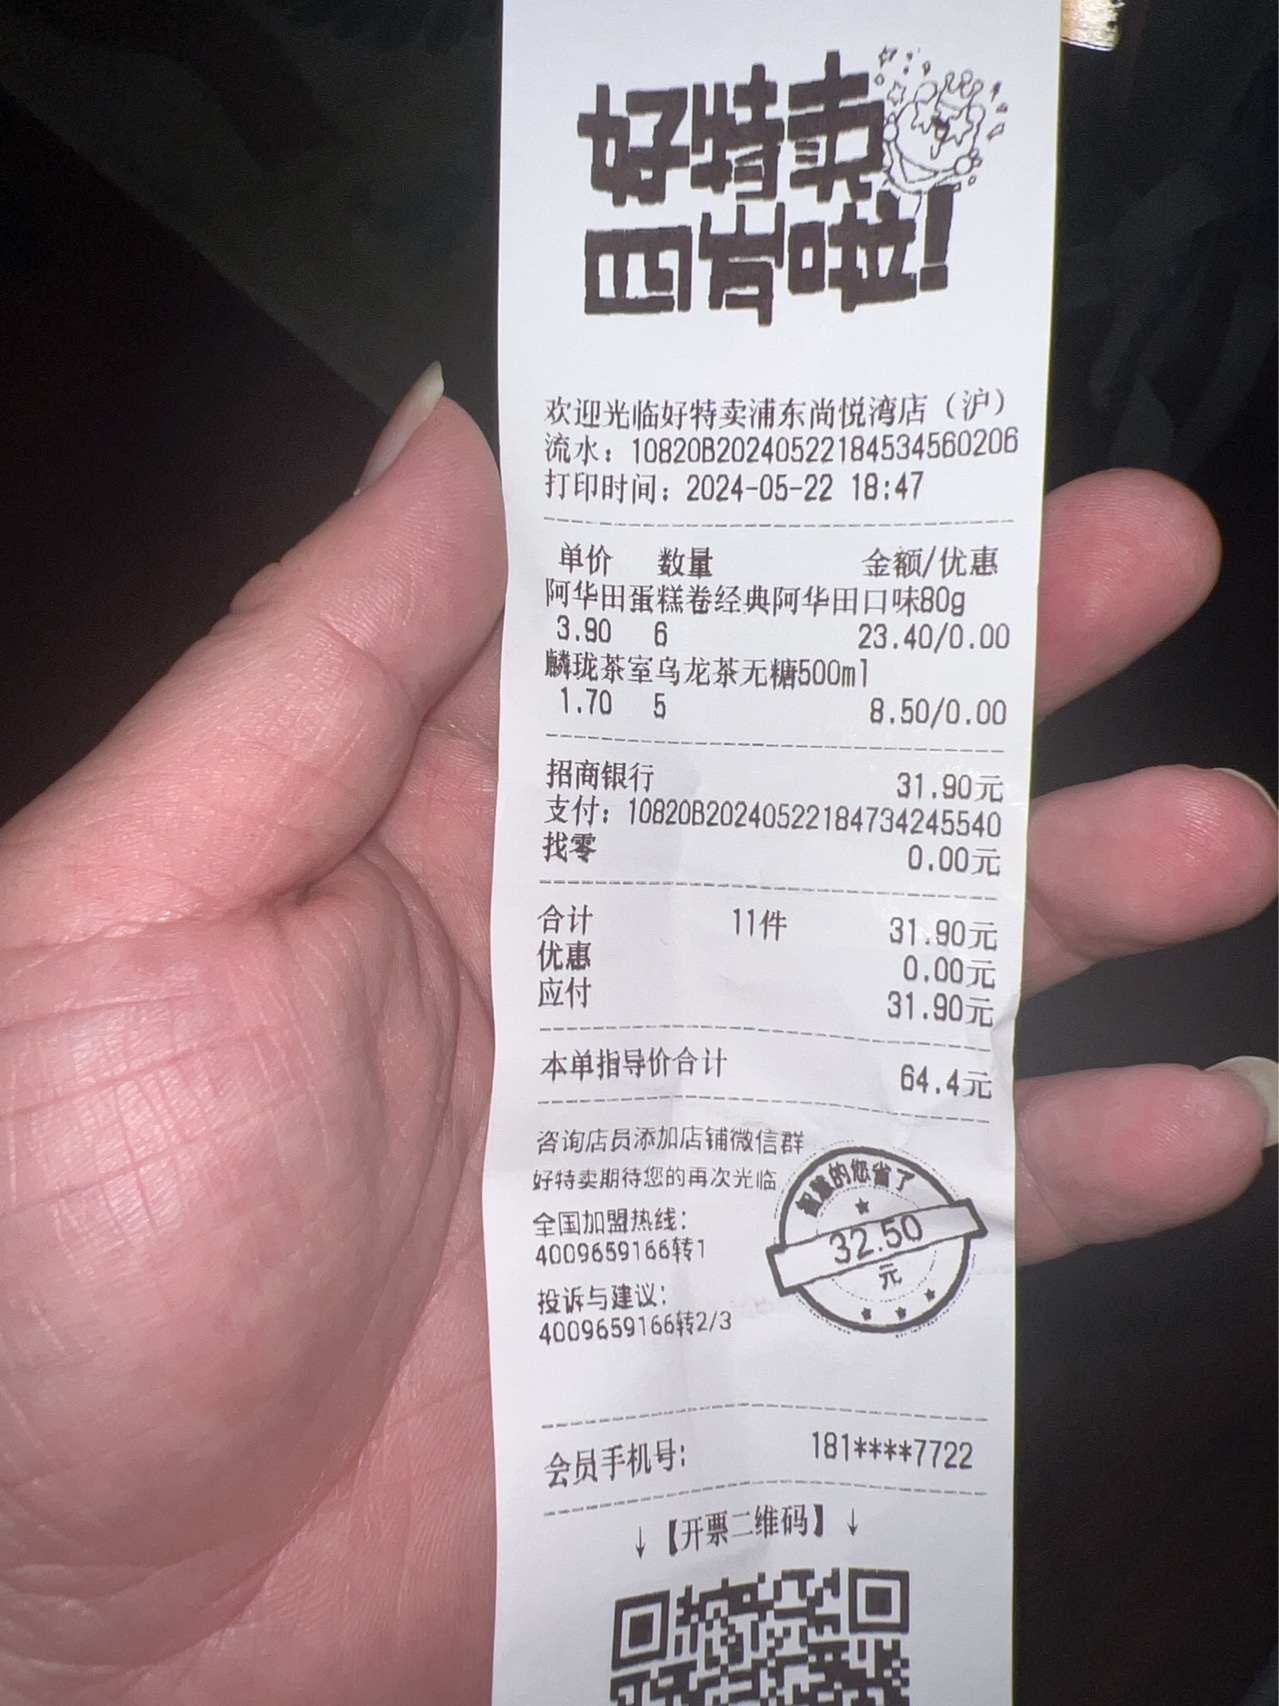 好特卖
欢迎光临好特卖浦东尚悦湾店（沪）
流水：10820B20240522184534560206
打印时间：2024-05-22 18:47
单价 数量 金额/优惠
阿华田蛋糕卷经典阿华田口味80g
3.90 6 23.40/0.00
麟珑茶室乌龙茶无糖500ml
1.70 5 8.50/0.00
招商银行 31.90元
支付：10820B20240522184734245540
找零 0.00元
合计 11件 31.90元
优惠 0.00元
应付 31.90元
本单指导价合计 64.4元
咨询店员添加店铺微信群
好特卖期待您的再次光临
全国加盟热线：
4009659166转1
投诉与建议：
4009659166转2/3
的您省了
32.50
元
会员手机号： 181****7722
↓【开票二维码】↓